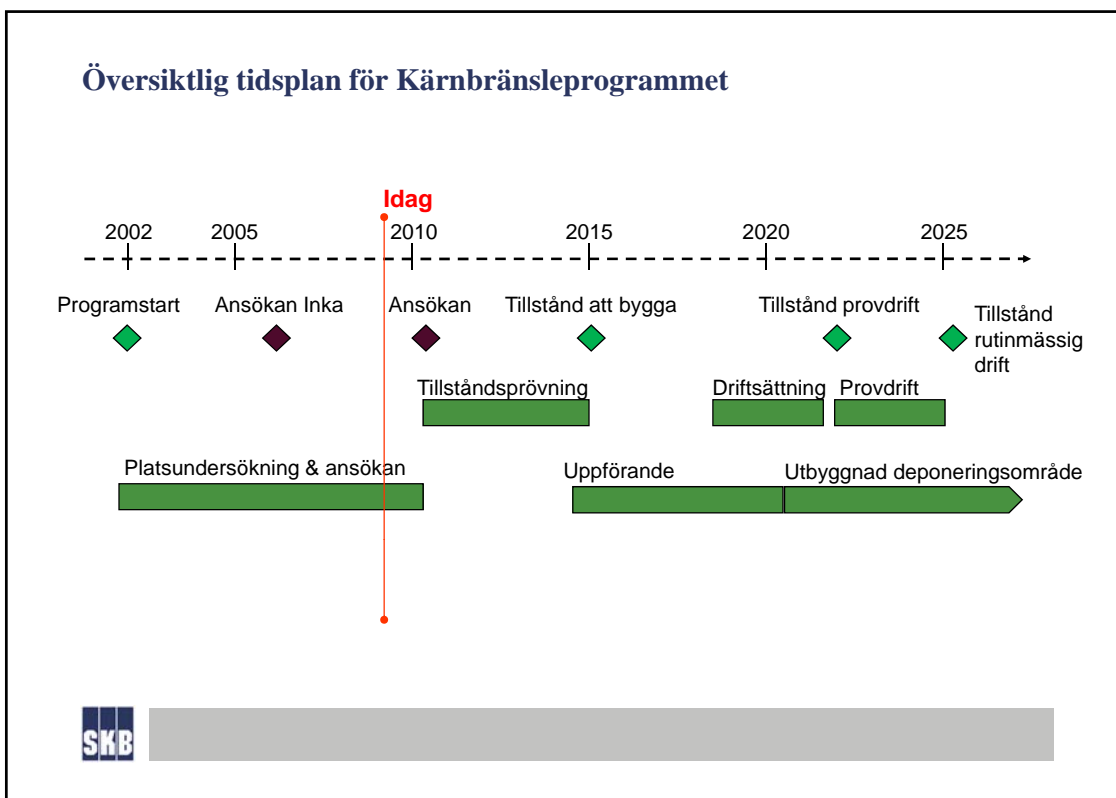 Översiktlig tidsplan för Kärnbränsleprogrammet
Idag
2002 2005 2010 2015 2020 2025
Programstart Ansökan Inka Ansökan Tillstånd att bygga Tillstånd provdrift Tillstånd
rutinmässig
drift
Tillståndsprövning Driftsättning Provdrift
Platsundersökning & ansökan Uppförande Utbyggnad deponeringsområde
SKB